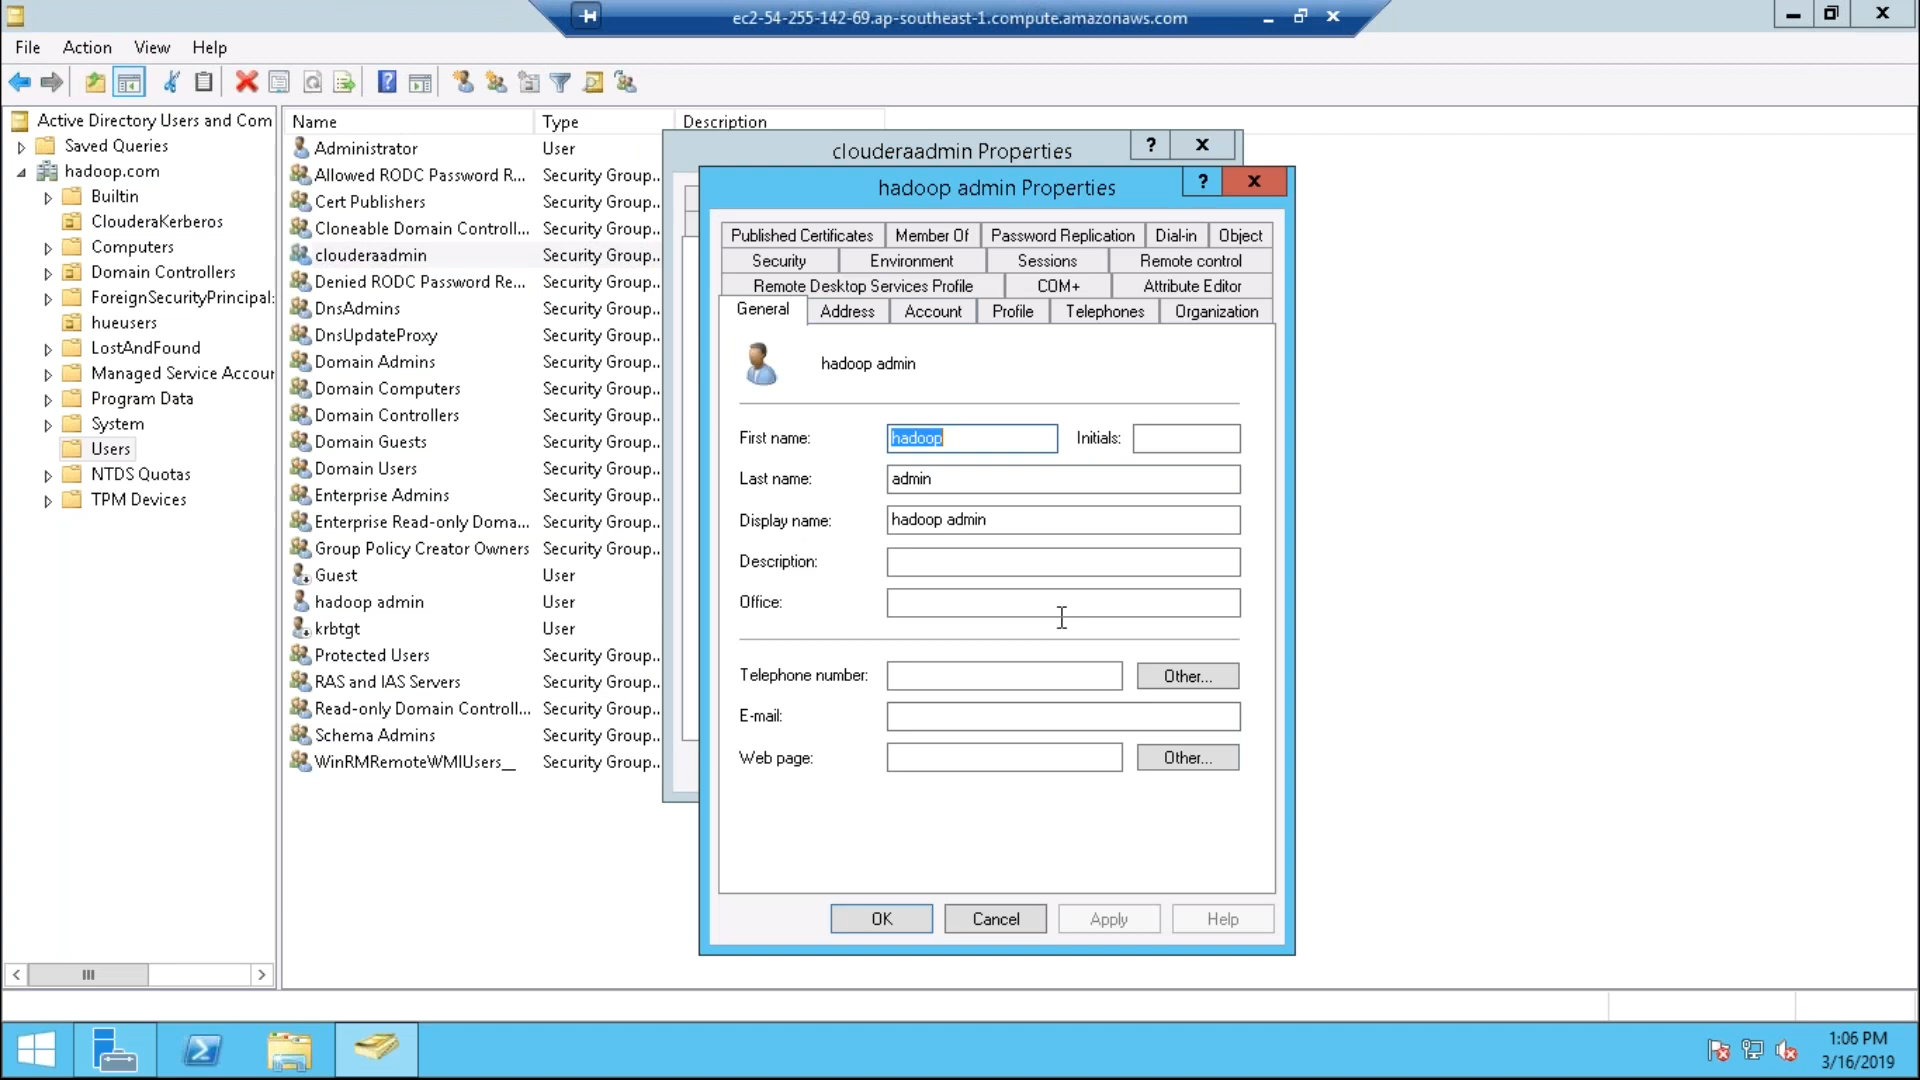 ec2-54-255-142-69.ap-southeast-1.compute.amazonaws.com
File Action View Help
Active Directory Users and Com
Saved Queries
hadoop.com
Builtin
ClouderaKerberos
Computers
Domain Controllers
ForeignSecurityPrincipal:
hueusers
LostAndFound
Managed Service Accour
Program Data
System
Users
NTDS Quotas
TPM Devices
Name Type Description
Administrator User
Allowed RODC Password R... Security Group...
Cert Publishers Security Group...
Cloneable Domain Controll... Security Group...
clouderaadmin Security Group...
Denied RODC Password Re... Security Group...
DnsAdmins Security Group...
DnsUpdateProxy Security Group...
Domain Admins Security Group...
Domain Computers Security Group...
Domain Controllers Security Group...
Domain Guests Security Group...
Domain Users Security Group...
Enterprise Admins Security Group...
Enterprise Read-only Doma... Security Group...
Group Policy Creator Owners Security Group...
Guest User
hadoop admin User
krbtgt User
Protected Users Security Group...
RAS and IAS Servers Security Group...
Read-only Domain Controll... Security Group...
Schema Admins Security Group...
WinRMRemoteWMIUsers__ Security Group...
clouderaadmin Properties ?
hadoop admin Properties ?
Published Certificates Member Of Password Replication Dial-in Object
Security Environment Sessions Remote control
Remote Desktop Services Profile COM+ Attribute Editor
General Address Account Profile Telephones Organization
hadoop admin
First name: hadoop Initials:
Last name: admin
Display name: hadoop admin
Description:
Office:
Telephone number: Other...
E-mail:
Web page: Other...
OK Cancel Apply Help
1:06 PM
3/16/2019